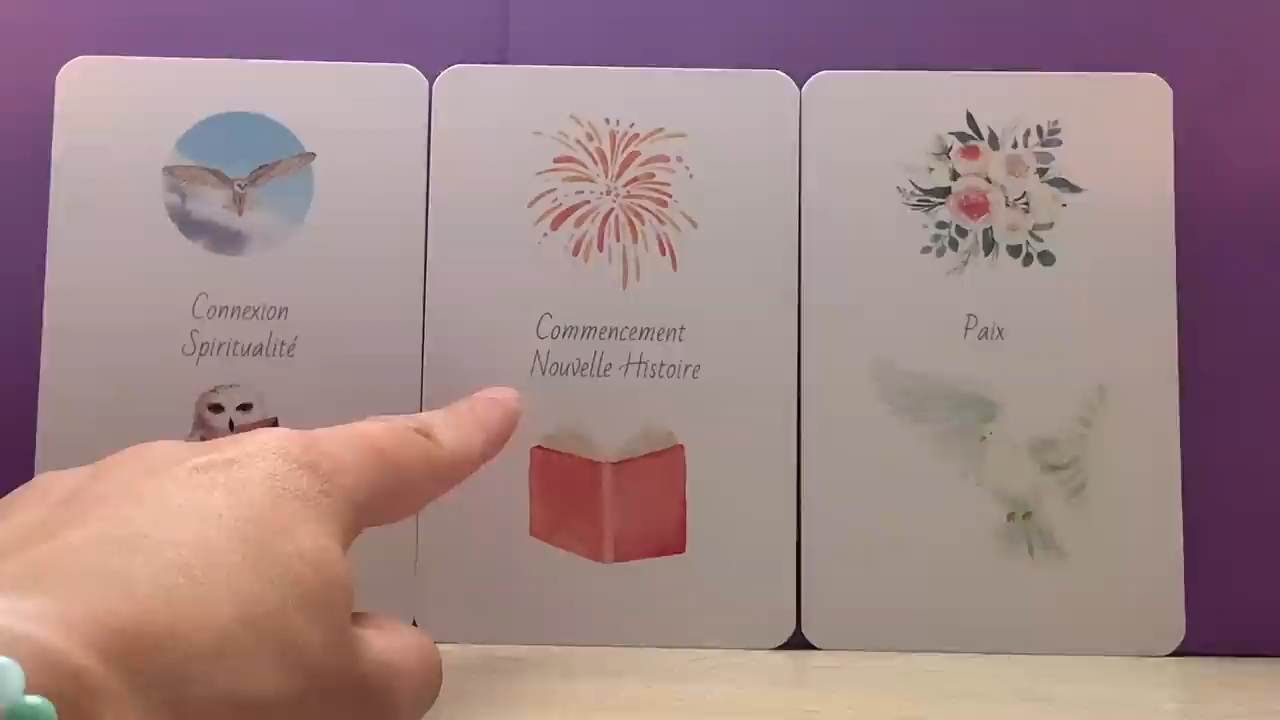 Connexion
Spiritualité
Commencement
Nouvelle Histoire
Paix